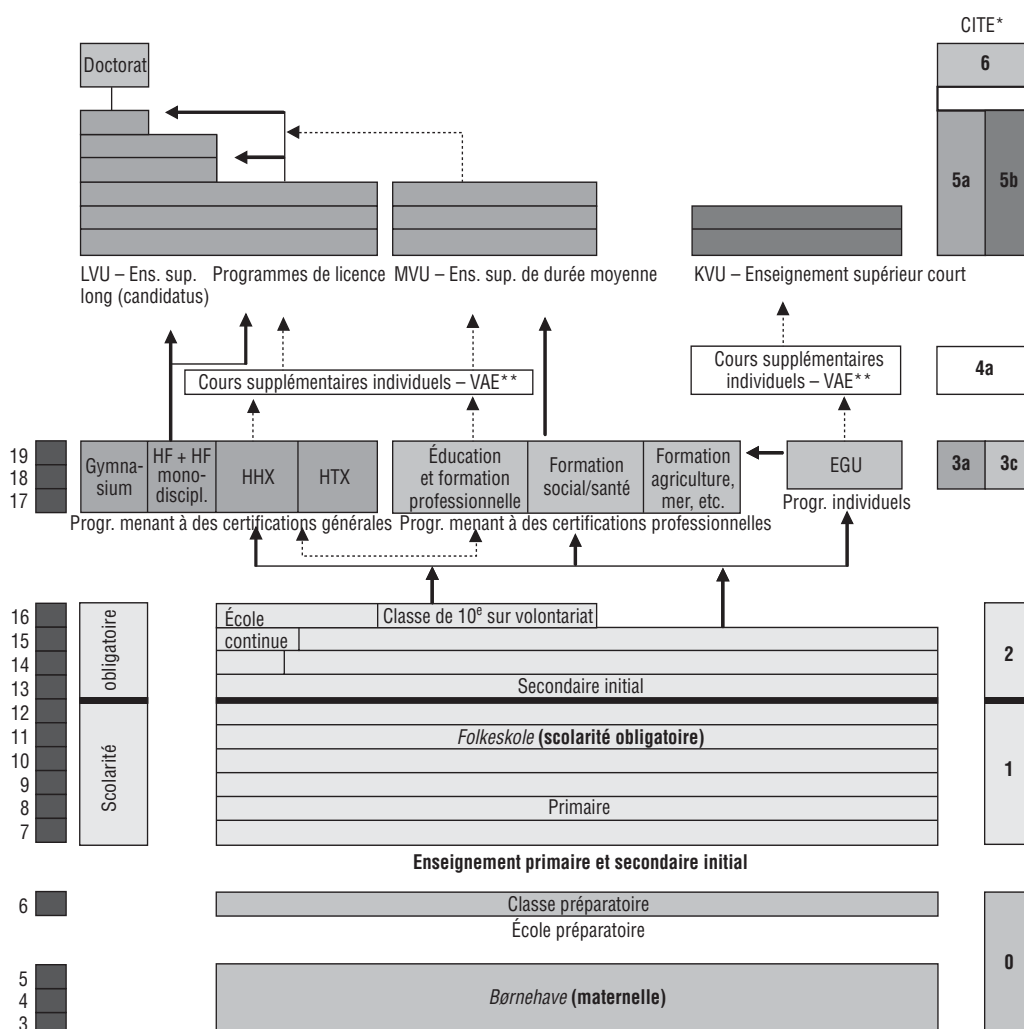 CITE*
Doctorat
6
5a
5b
LVU – Ens. sup.
long (candidatus)
Programmes de licence
MVU – Ens. sup. de durée moyenne
KVU – Enseignement supérieur court
Cours supplémentaires individuels – VAE**
Cours supplémentaires
individuels – VAE**
4a
19
18
17
Gymna-
sium
HF + HF
mono-
discipl.
HHX
HTX
Éducation
et formation
professionnelle
Formation
social/santé
Formation
agriculture,
mer, etc.
EGU
3a
3c
Progr. menant à des certifications générales
Progr. menant à des certifications professionnelles
Progr. individuels
16
15
14
13
12
11
10
9
8
7
obligatoire
Scolarité
École
continue
Classe de 10e sur volontariat
Secondaire initial
2
Folkeskole (scolarité obligatoire)
Primaire
1
Enseignement primaire et secondaire initial
6
Classe préparatoire
École préparatoire
0
5
4
3
Børnehave (maternelle)